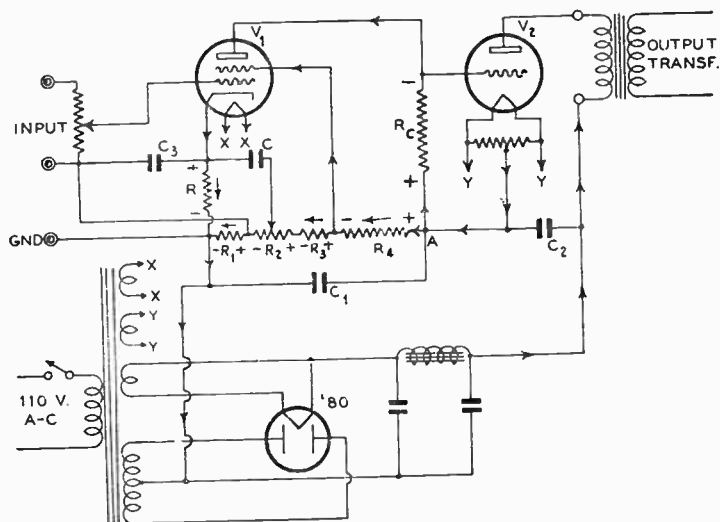 V1
V2
OUTPUT
TRANSF.
INPUT
X X
C3
C
-
RC
+
Y Y
+
R
-
GND
-R1+ -R2+ -R3+ - R4 +
A
C2
C1
X
X
Y
Y
110 V.
A-C
'80